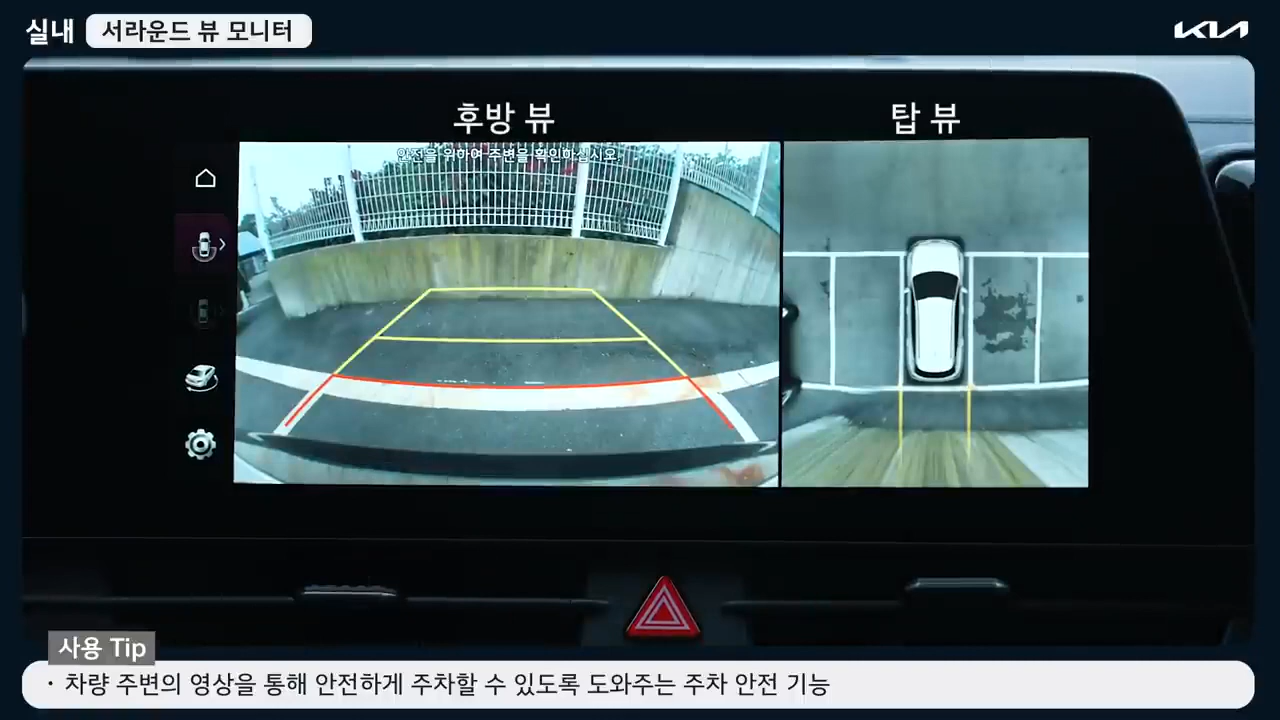 실내 서라운드 뷰 모니터
KIA
후방 뷰
탑 뷰
안전을 위하여 주변을 확인하십시오.
사용 Tip
· 차량 주변의 영상을 통해 안전하게 주차할 수 있도록 도와주는 주차 안전 기능